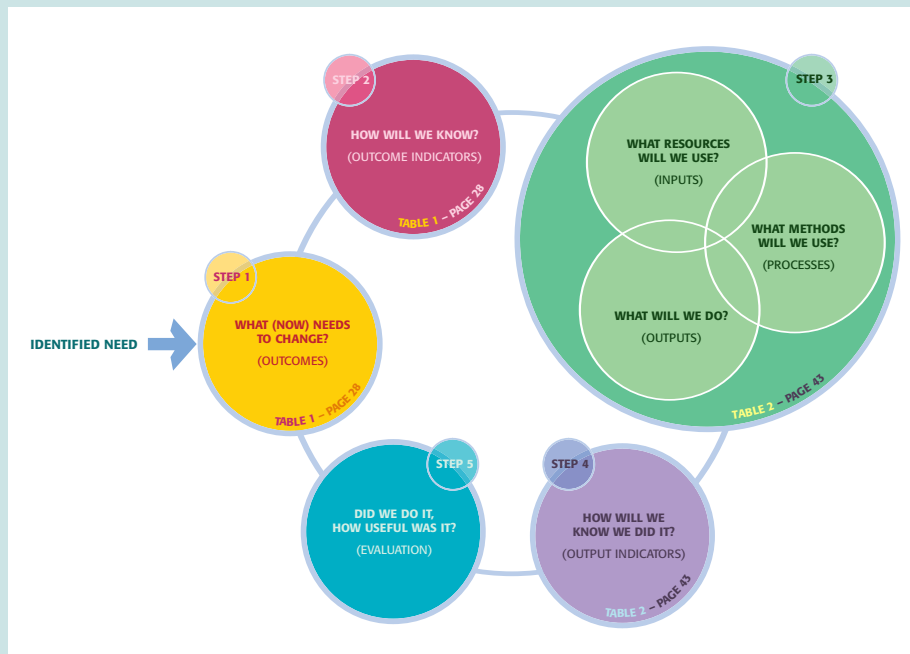 IDENTIFIED NEED
STEP 1
WHAT (NOW) NEEDS
TO CHANGE?
(OUTCOMES)
TABLE 1 – PAGE 28
STEP 2
HOW WILL WE KNOW?
(OUTCOME INDICATORS)
TABLE 1 – PAGE 28
STEP 3
WHAT RESOURCES
WILL WE USE?
(INPUTS)
WHAT METHODS
WILL WE USE?
(PROCESSES)
WHAT WILL WE DO?
(OUTPUTS)
TABLE 2 – PAGE 43
STEP 4
HOW WILL WE
KNOW WE DID IT?
(OUTPUT INDICATORS)
TABLE 2 – PAGE 43
STEP 5
DID WE DO IT,
HOW USEFUL WAS IT?
(EVALUATION)